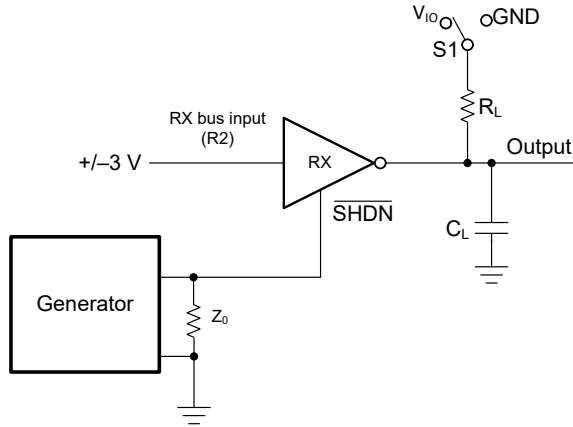 V_IO
GND
S1
R_L
RX bus input
(R2)
+/–3 V
RX
Output
SHDN
C_L
Generator
Z_0